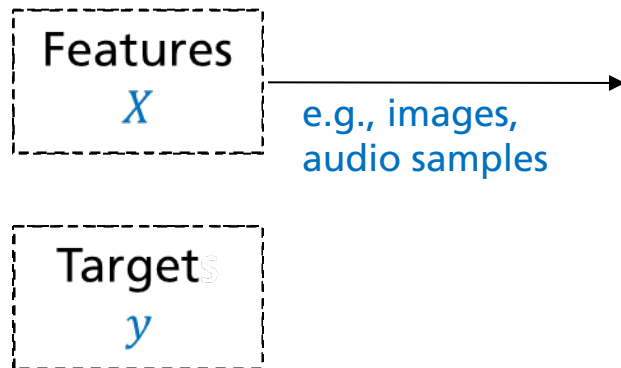 Features
X
e.g., images,
audio samples
Targets
y